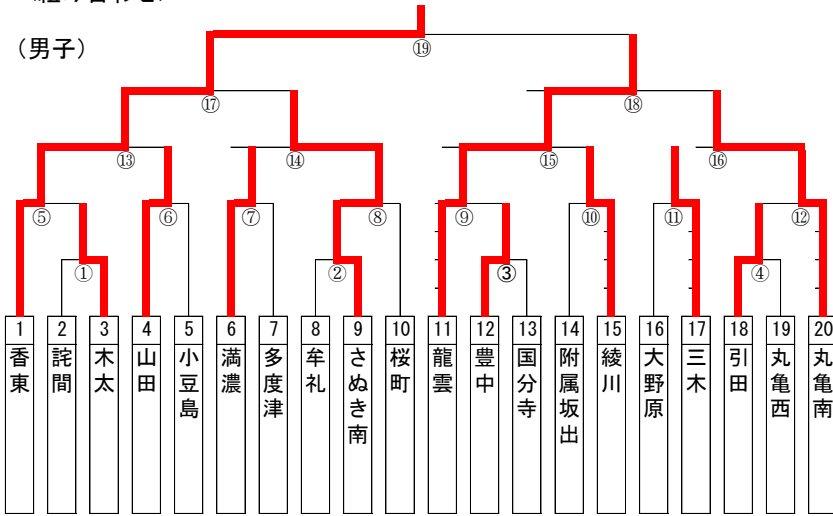 （男子）
⑲
⑰
⑱
⑬
⑭
⑮
⑯
⑤
⑥
⑦
⑧
⑨
⑩
⑪
⑫
①
②
③
④
1 香東
2 詫間
3 木太
4 山田
5 小豆島
6 満濃
7 多度津
8 牟礼
9 さぬき南
10 桜町
11 龍雲
12 豊中
13 国分寺
14 附属坂出
15 綾川
16 大野原
17 三木
18 引田
19 丸亀西
20 丸亀南